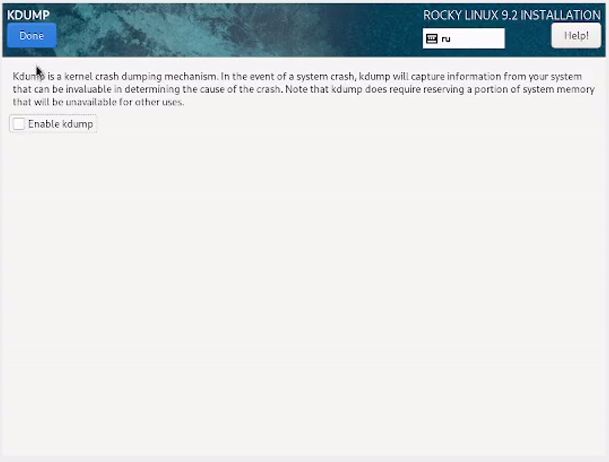 KDUMP
ROCKY LINUX 9.2 INSTALLATION
Done
ru
Help!
Kdump is a kernel crash dumping mechanism. In the event of a system crash, kdump will capture information from your system
that can be invaluable in determining the cause of the crash. Note that kdump does require reserving a portion of system memory
that will be unavailable for other uses.
Enable kdump